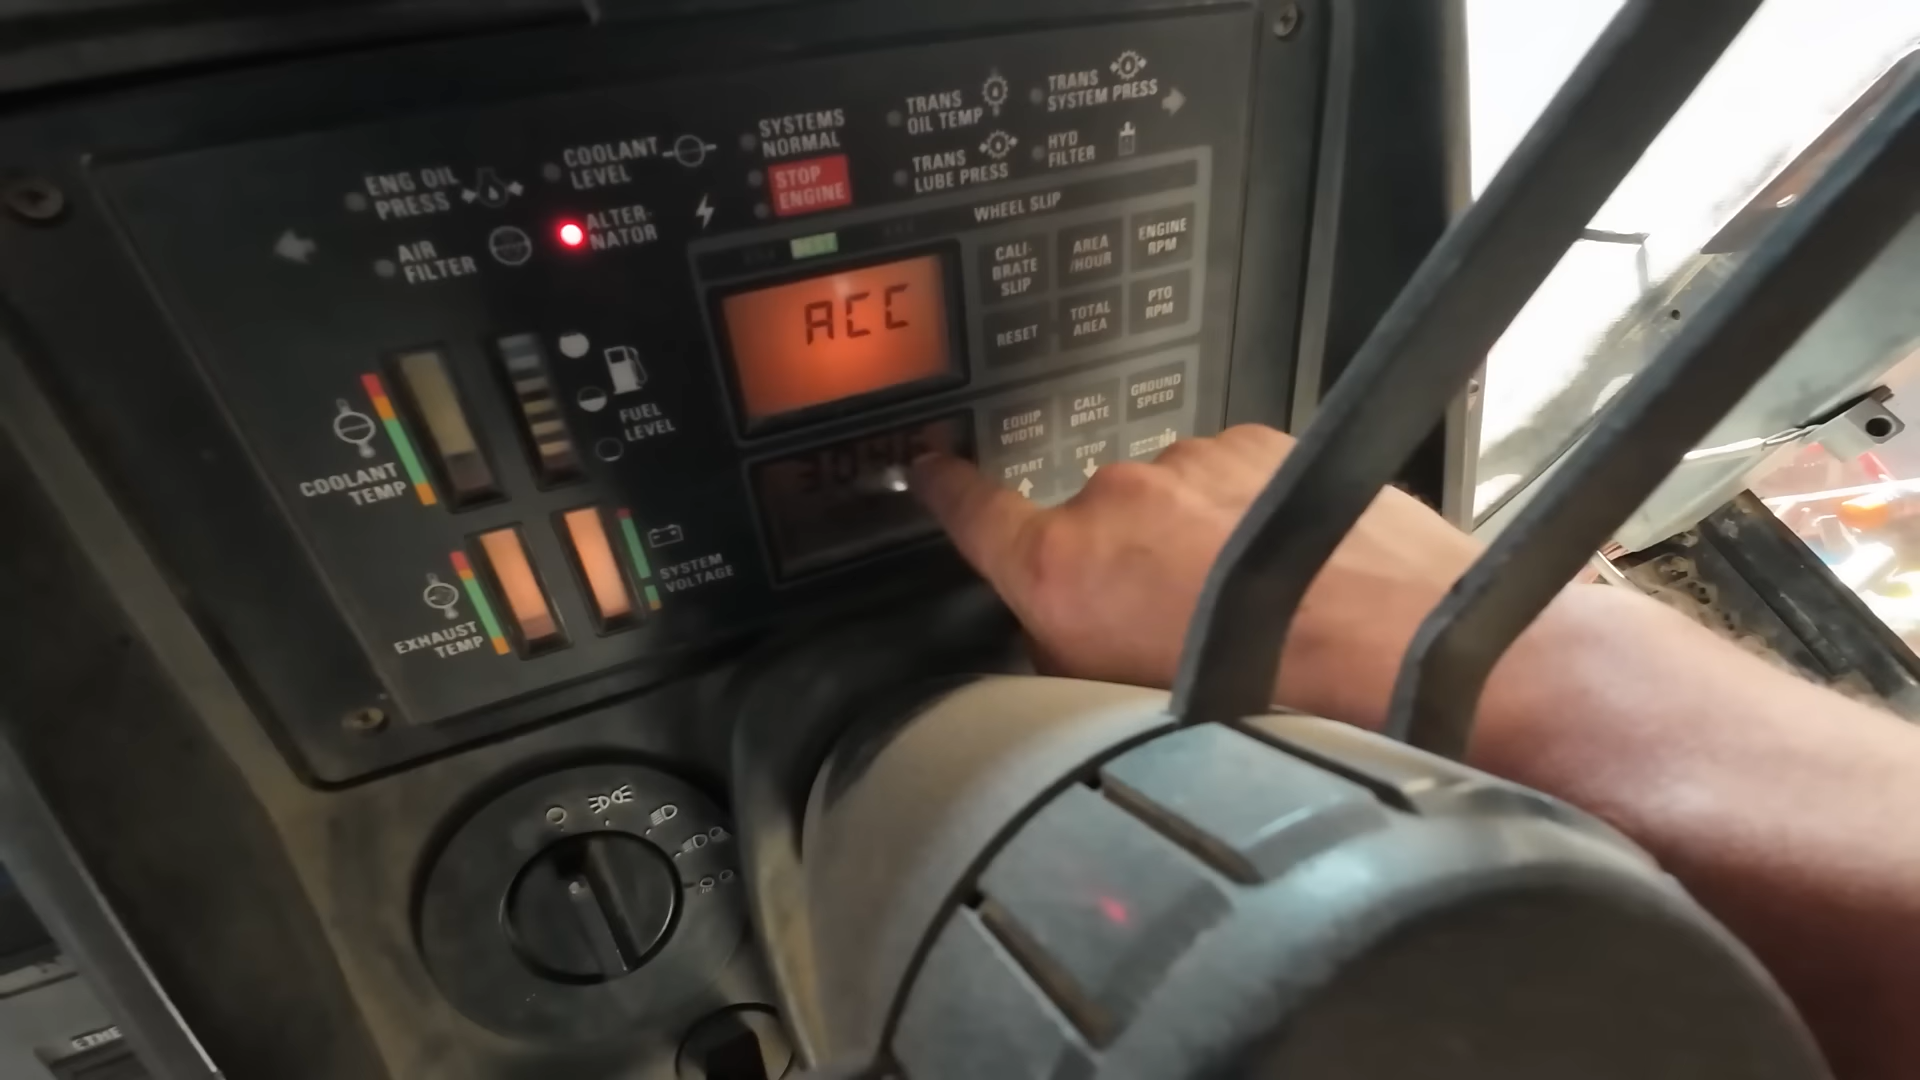 TRANS
SYSTEM PRESS
TRANS
OIL TEMP
SYSTEMS
NORMAL
COOLANT
LEVEL
ENG OIL
PRESS
HYD
FILTER
TRANS
LUBE PRESS
STOP
ENGINE
ALTER-
NATOR
AIR
FILTER
WHEEL SLIP
CALI-
BRATE
SLIP
AREA
/HOUR
ENGINE
RPM
ACC
RESET
TOTAL
AREA
PTO
RPM
FUEL
LEVEL
COOLANT
TEMP
EQUIP
WIDTH
CALI-
BRATE
GROUND
SPEED
START
STOP
SYSTEM
VOLTAGE
EXHAUST
TEMP